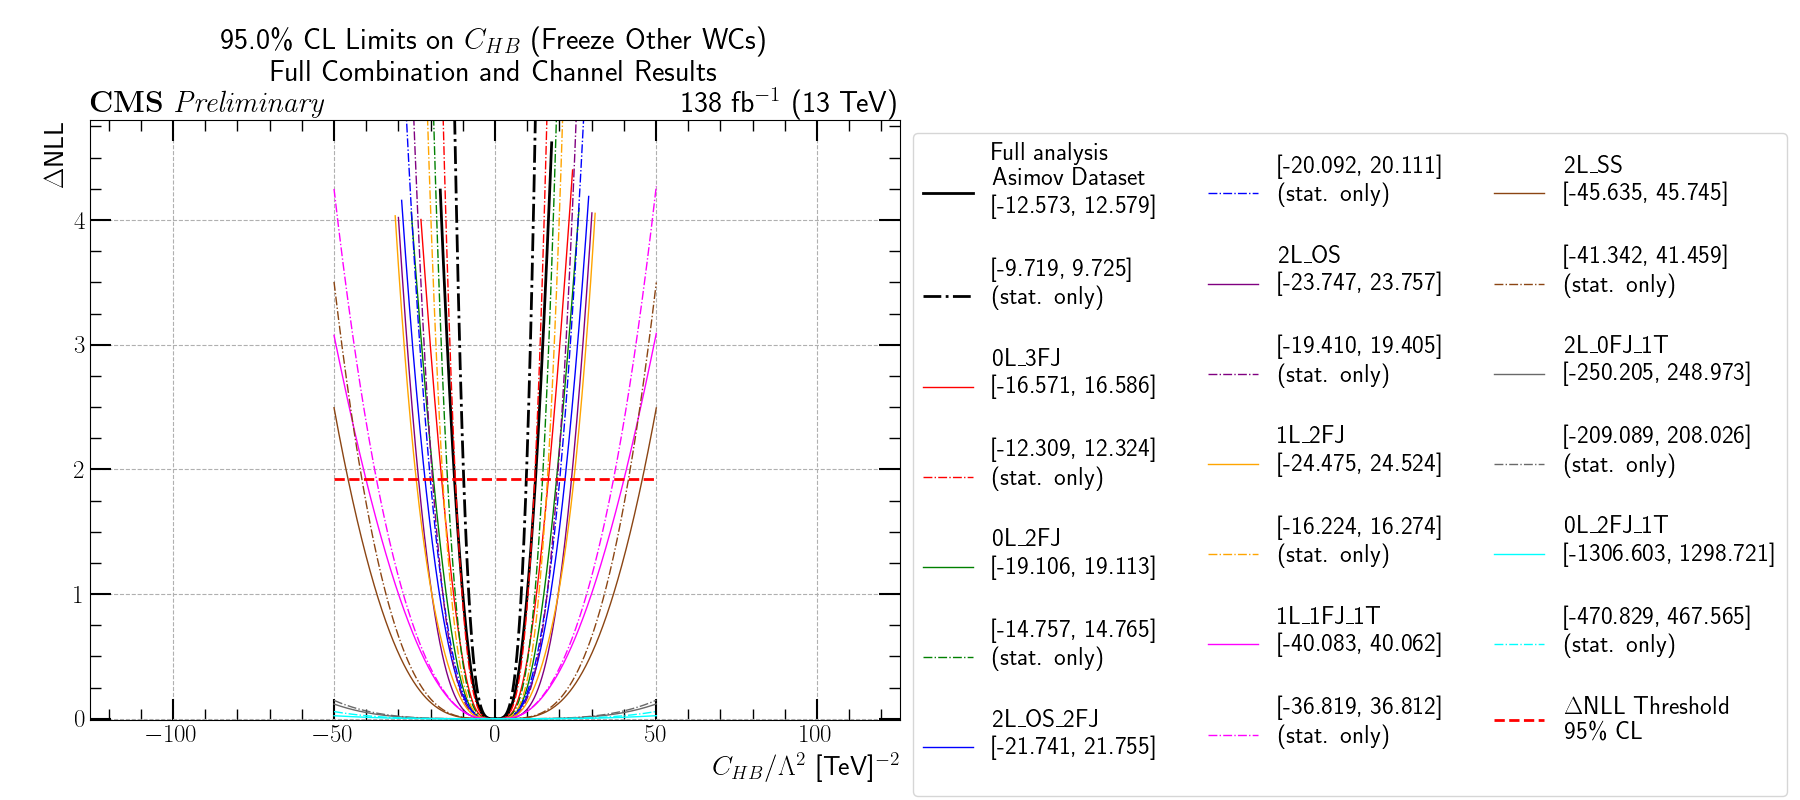 95.0% CL Limits on C_{HB} (Freeze Other WCs)
Full Combination and Channel Results
CMS Preliminary
138 fb^{-1} (13 TeV)
ΔNLL
4
3
2
1
0
−100
−50
0
50
100
C_{HB}/Λ^2 [TeV]^{-2}
Full analysis
Asimov Dataset
[-12.573, 12.579]
[-9.719, 9.725]
(stat. only)
0L_3FJ
[-16.571, 16.586]
[-12.309, 12.324]
(stat. only)
0L_2FJ
[-19.106, 19.113]
[-14.757, 14.765]
(stat. only)
2L_OS_2FJ
[-21.741, 21.755]
[-20.092, 20.111]
(stat. only)
2L_OS
[-23.747, 23.757]
[-19.410, 19.405]
(stat. only)
1L_2FJ
[-24.475, 24.524]
[-16.224, 16.274]
(stat. only)
1L_1FJ_1T
[-40.083, 40.062]
[-36.819, 36.812]
(stat. only)
2L_SS
[-45.635, 45.745]
[-41.342, 41.459]
(stat. only)
2L_0FJ_1T
[-250.205, 248.973]
[-209.089, 208.026]
(stat. only)
0L_2FJ_1T
[-1306.603, 1298.721]
[-470.829, 467.565]
(stat. only)
ΔNLL Threshold
95% CL